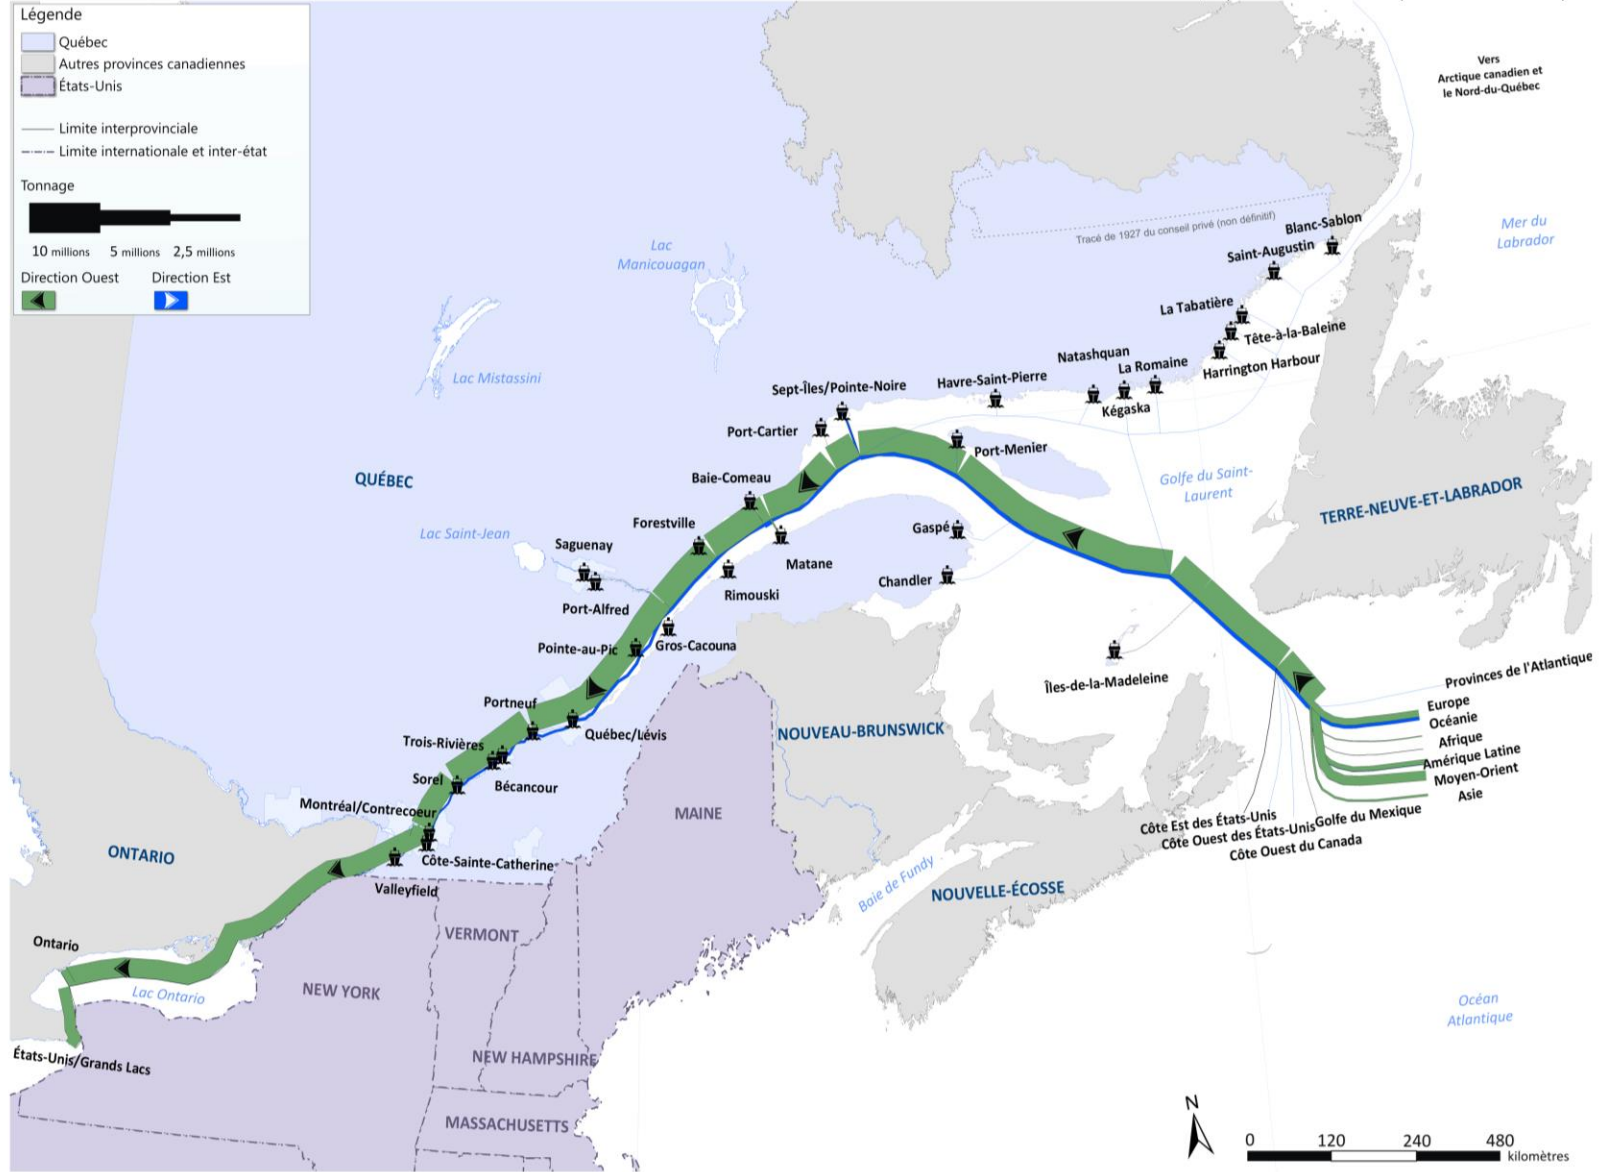 Légende
Québec
Autres provinces canadiennes
États-Unis
Limite interprovinciale
Limite internationale et inter-état
Tonnage
10 millions 5 millions 2,5 millions
Direction Ouest Direction Est
Vers
Arctique canadien et
le Nord-du-Québec
Mer du
Labrador
Tracé de 1927 du conseil privé (non définitif)
Blanc-Sablon
Saint-Augustin
La Tabatière
Tête-à-la-Baleine
Harrington Harbour
Natashquan
La Romaine
Kégaska
Havre-Saint-Pierre
Sept-Îles/Pointe-Noire
Port-Cartier
Port-Menier
Lac
Manicouagan
Lac Mistassini
QUÉBEC
Baie-Comeau
Forestville
Lac Saint-Jean
Saguenay
Port-Alfred
Matane
Rimouski
Gaspé
Chandler
Golfe du Saint-
Laurent
TERRE-NEUVE-ET-LABRADOR
Pointe-au-Pic
Gros-Cacouna
Îles-de-la-Madeleine
Portneuf
Québec/Lévis
Trois-Rivières
Bécancour
Sorel
Montréal/Contrecoeur
Côte-Sainte-Catherine
Valleyfield
NOUVEAU-BRUNSWICK
MAINE
Provinces de l'Atlantique
Europe
Océanie
Afrique
Amérique Latine
Moyen-Orient
Asie
Côte Est des États-Unis
Golfe du Mexique
Côte Ouest des États-Unis
Côte Ouest du Canada
ONTARIO
Baie de Fundy
NOUVELLE-ÉCOSSE
Ontario
Lac Ontario
États-Unis/Grands Lacs
NEW YORK
VERMONT
NEW HAMPSHIRE
MASSACHUSETTS
Océan
Atlantique
N
0 120 240 480
kilomètres